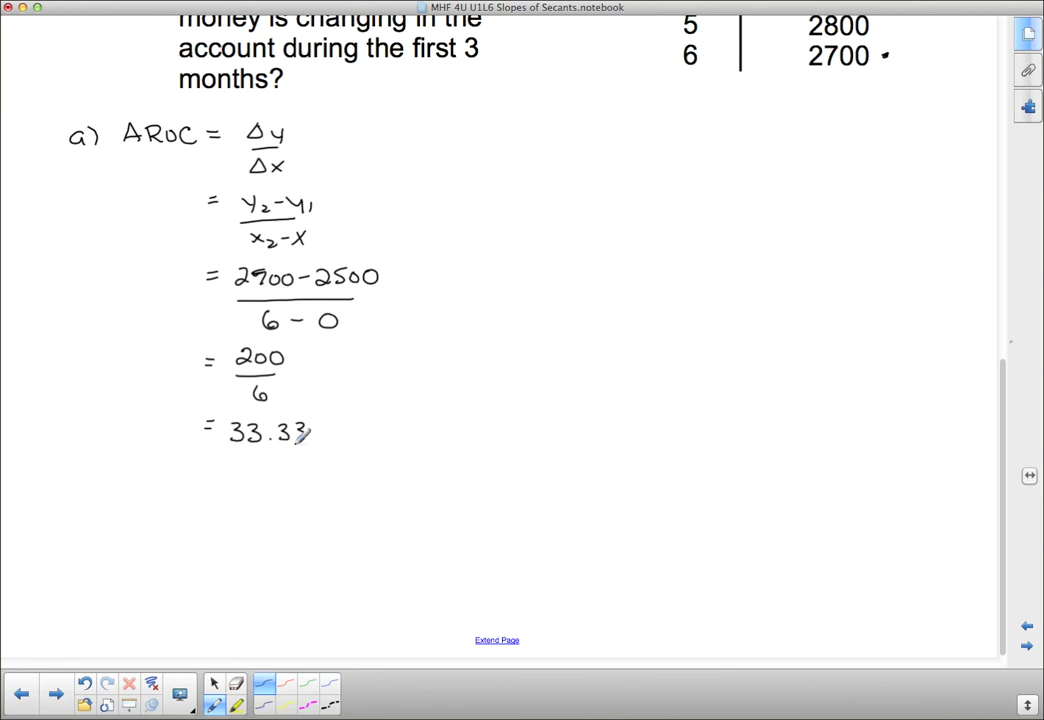 MHF 4U U1L6 Slopes of Secants.notebook
money is changing in the
account during the first 3
months?
5 2800
6 2700
a) AROC = Δy
Δx
= y₂-y₁
x₂-x
= 2700-2500
6 - 0
= 200
6
= 33.33
Extend Page